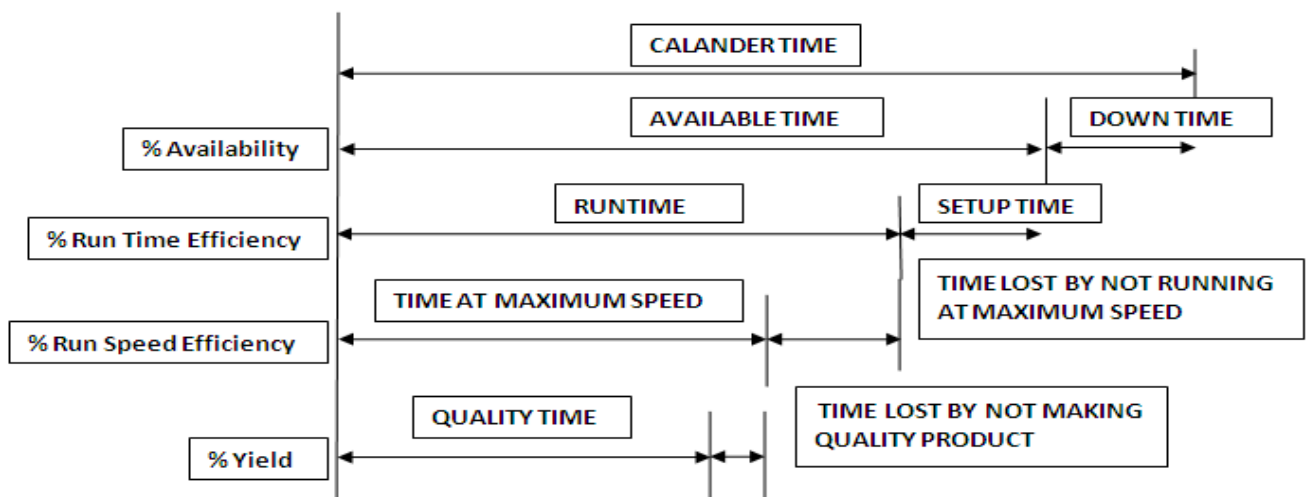 CALANDER TIME
AVAILABLE TIME
DOWN TIME
% Availability
RUNTIME
SETUP TIME
% Run Time Efficiency
TIME AT MAXIMUM SPEED
TIME LOST BY NOT RUNNING
AT MAXIMUM SPEED
% Run Speed Efficiency
QUALITY TIME
TIME LOST BY NOT MAKING
QUALITY PRODUCT
% Yield